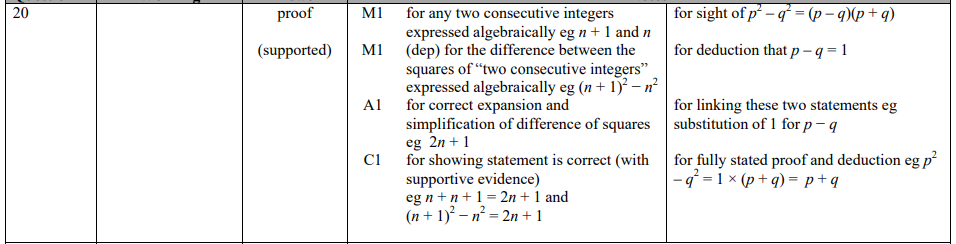 20
proof
(supported)
M1 for any two consecutive integers
expressed algebraically eg n + 1 and n
M1 (dep) for the difference between the
squares of “two consecutive integers”
expressed algebraically eg (n + 1)² – n²
A1 for correct expansion and
simplification of difference of squares
eg 2n + 1
C1 for showing statement is correct (with
supportive evidence)
eg n + n + 1 = 2n + 1 and
(n + 1)² – n² = 2n + 1
for sight of p² – q² = (p – q)(p + q)
for deduction that p – q = 1
for linking these two statements eg
substitution of 1 for p – q
for fully stated proof and deduction eg p²
– q² = 1 × (p + q) = p + q